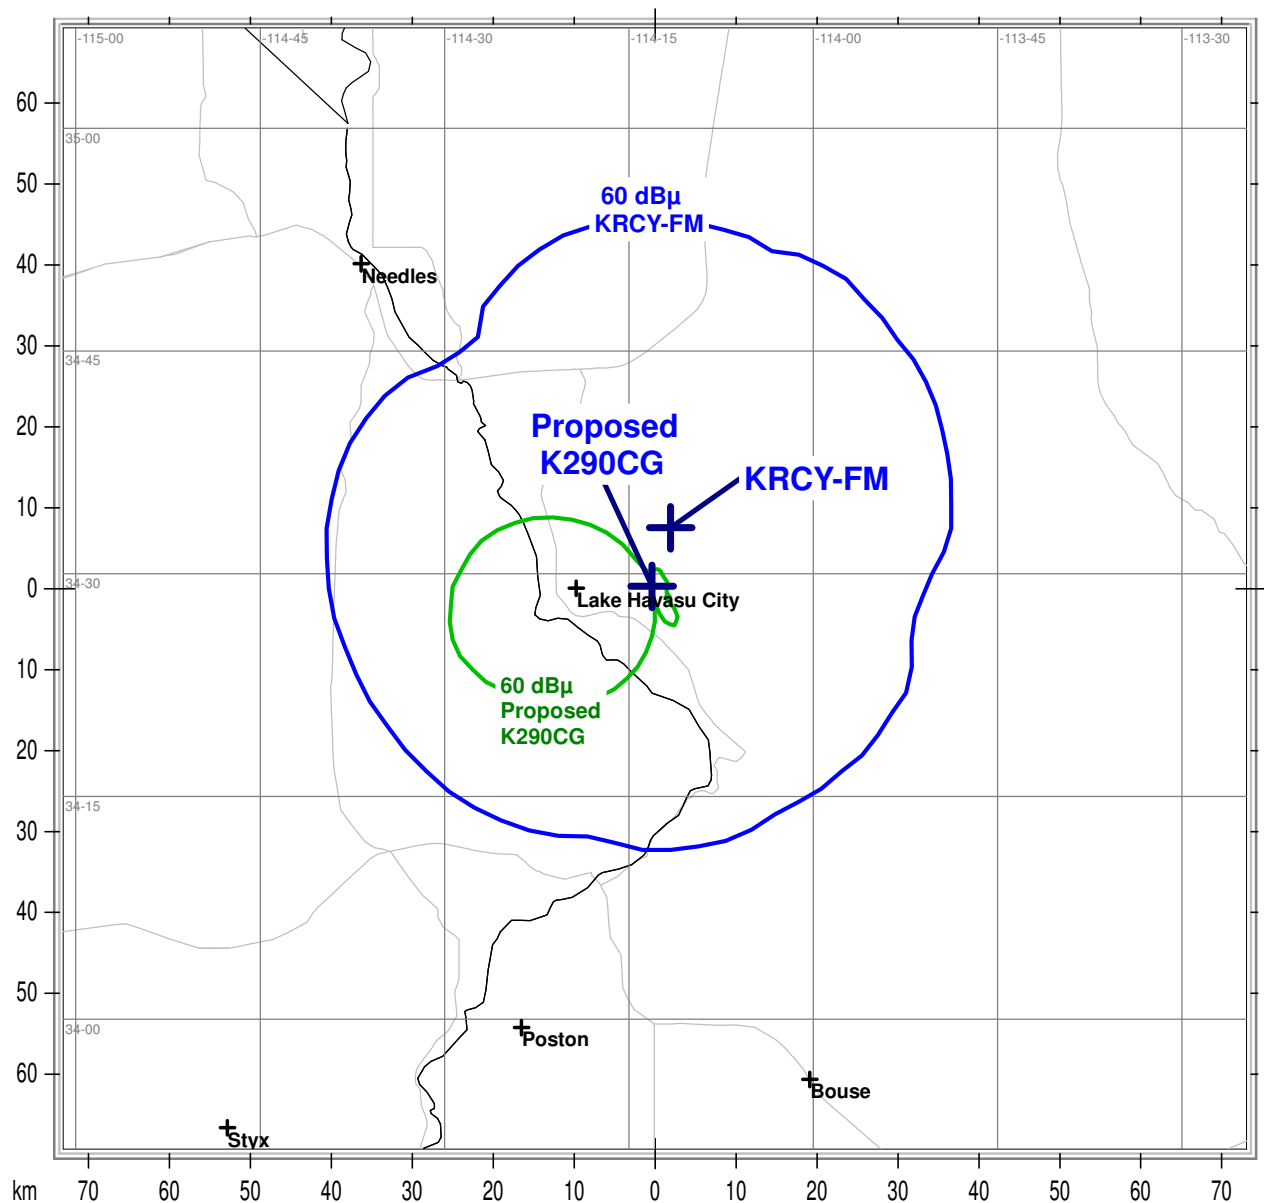 -115-00
-114-45
-114-30
-114-15
-114-00
-113-45
-113-30
60
35-00
50
60 dBµ
KRCY-FM
40
Needles
30
34-45
20
Proposed
K290CG
KRCY-FM
10
34-30
0
Lake Havasu City
10
60 dBµ
Proposed
K290CG
20
34-15
30
40
50
34-00
Poston
60
Bouse
Styx
km 70 60 50 40 30 20 10 0 10 20 30 40 50 60 70